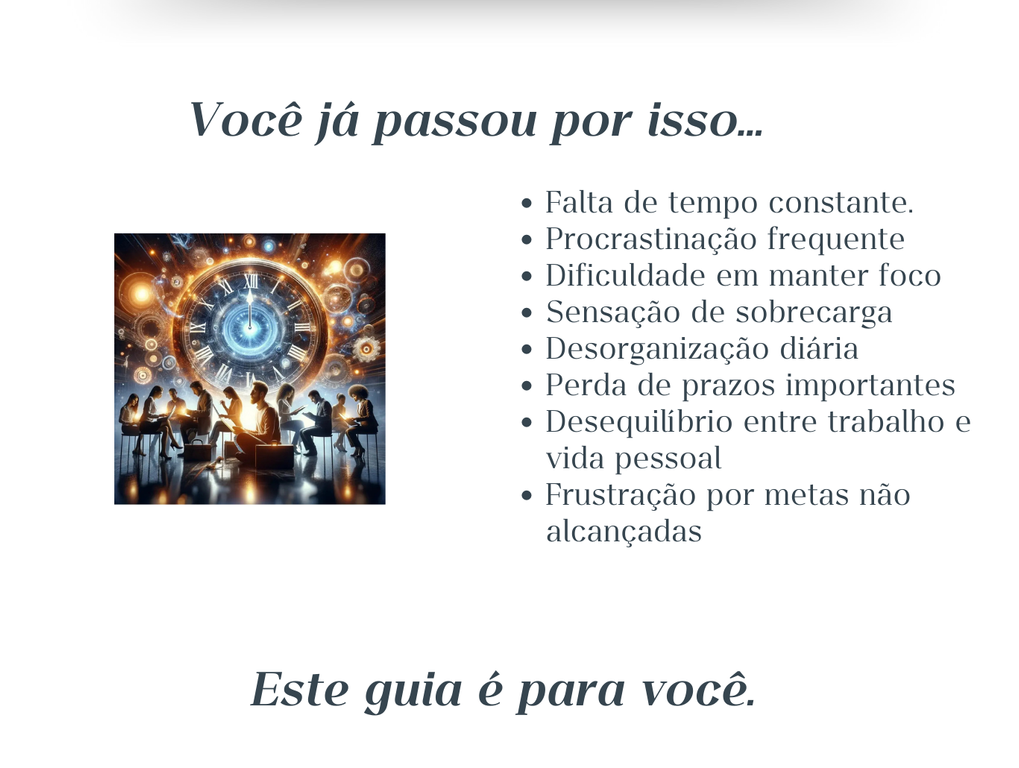 Você já passou por isso...
• Falta de tempo constante.
• Procrastinação frequente
• Dificuldade em manter foco
• Sensação de sobrecarga
• Desorganização diária
• Perda de prazos importantes
• Desequilíbrio entre trabalho e
vida pessoal
• Frustração por metas não
alcançadas
Este guia é para você.